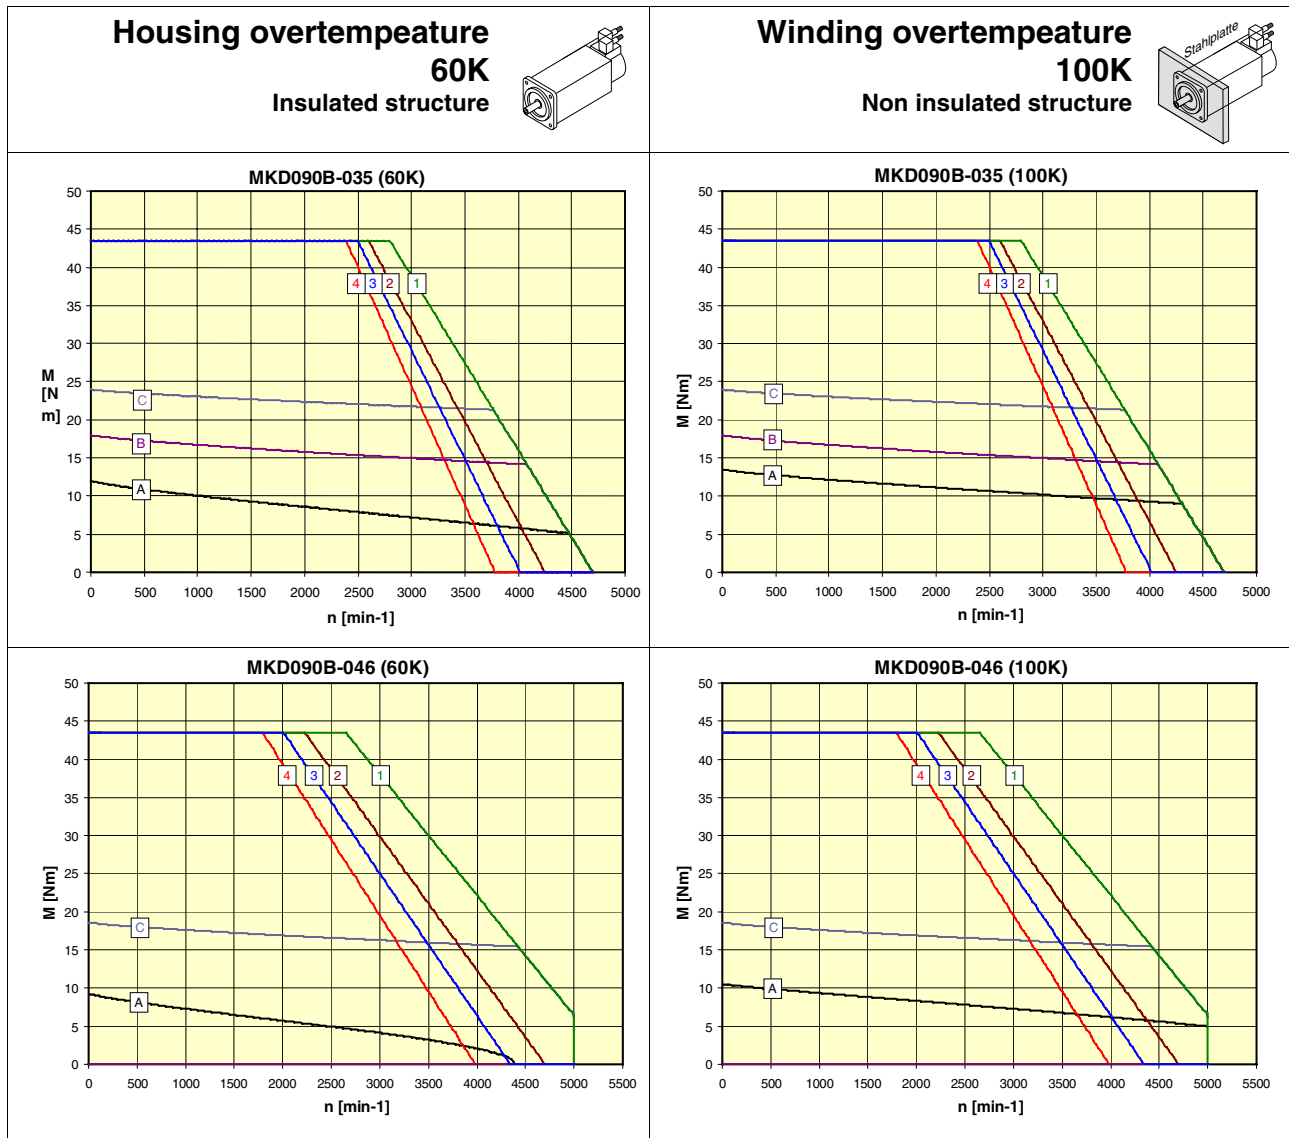 Housing overtempeature
60K
Insulated structure
Winding overtempeature
100K
Non insulated structure
Stahlplatte
MKD090B-035 (60K)
50
45
40
35
30
25
20
15
10
5
0
M
[N
m]
4 3 2 1
C
B
A
0 500 1000 1500 2000 2500 3000 3500 4000 4500 5000
n [min-1]
MKD090B-035 (100K)
50
45
40
35
30
25
20
15
10
5
0
M [Nm]
4 3 2 1
C
B
A
0 500 1000 1500 2000 2500 3000 3500 4000 4500 5000
n [min-1]
MKD090B-046 (60K)
50
45
40
35
30
25
20
15
10
5
0
M [Nm]
4 3 2 1
C
A
0 500 1000 1500 2000 2500 3000 3500 4000 4500 5000 5500
n [min-1]
MKD090B-046 (100K)
50
45
40
35
30
25
20
15
10
5
0
M [Nm]
4 3 2 1
C
A
0 500 1000 1500 2000 2500 3000 3500 4000 4500 5000 5500
n [min-1]